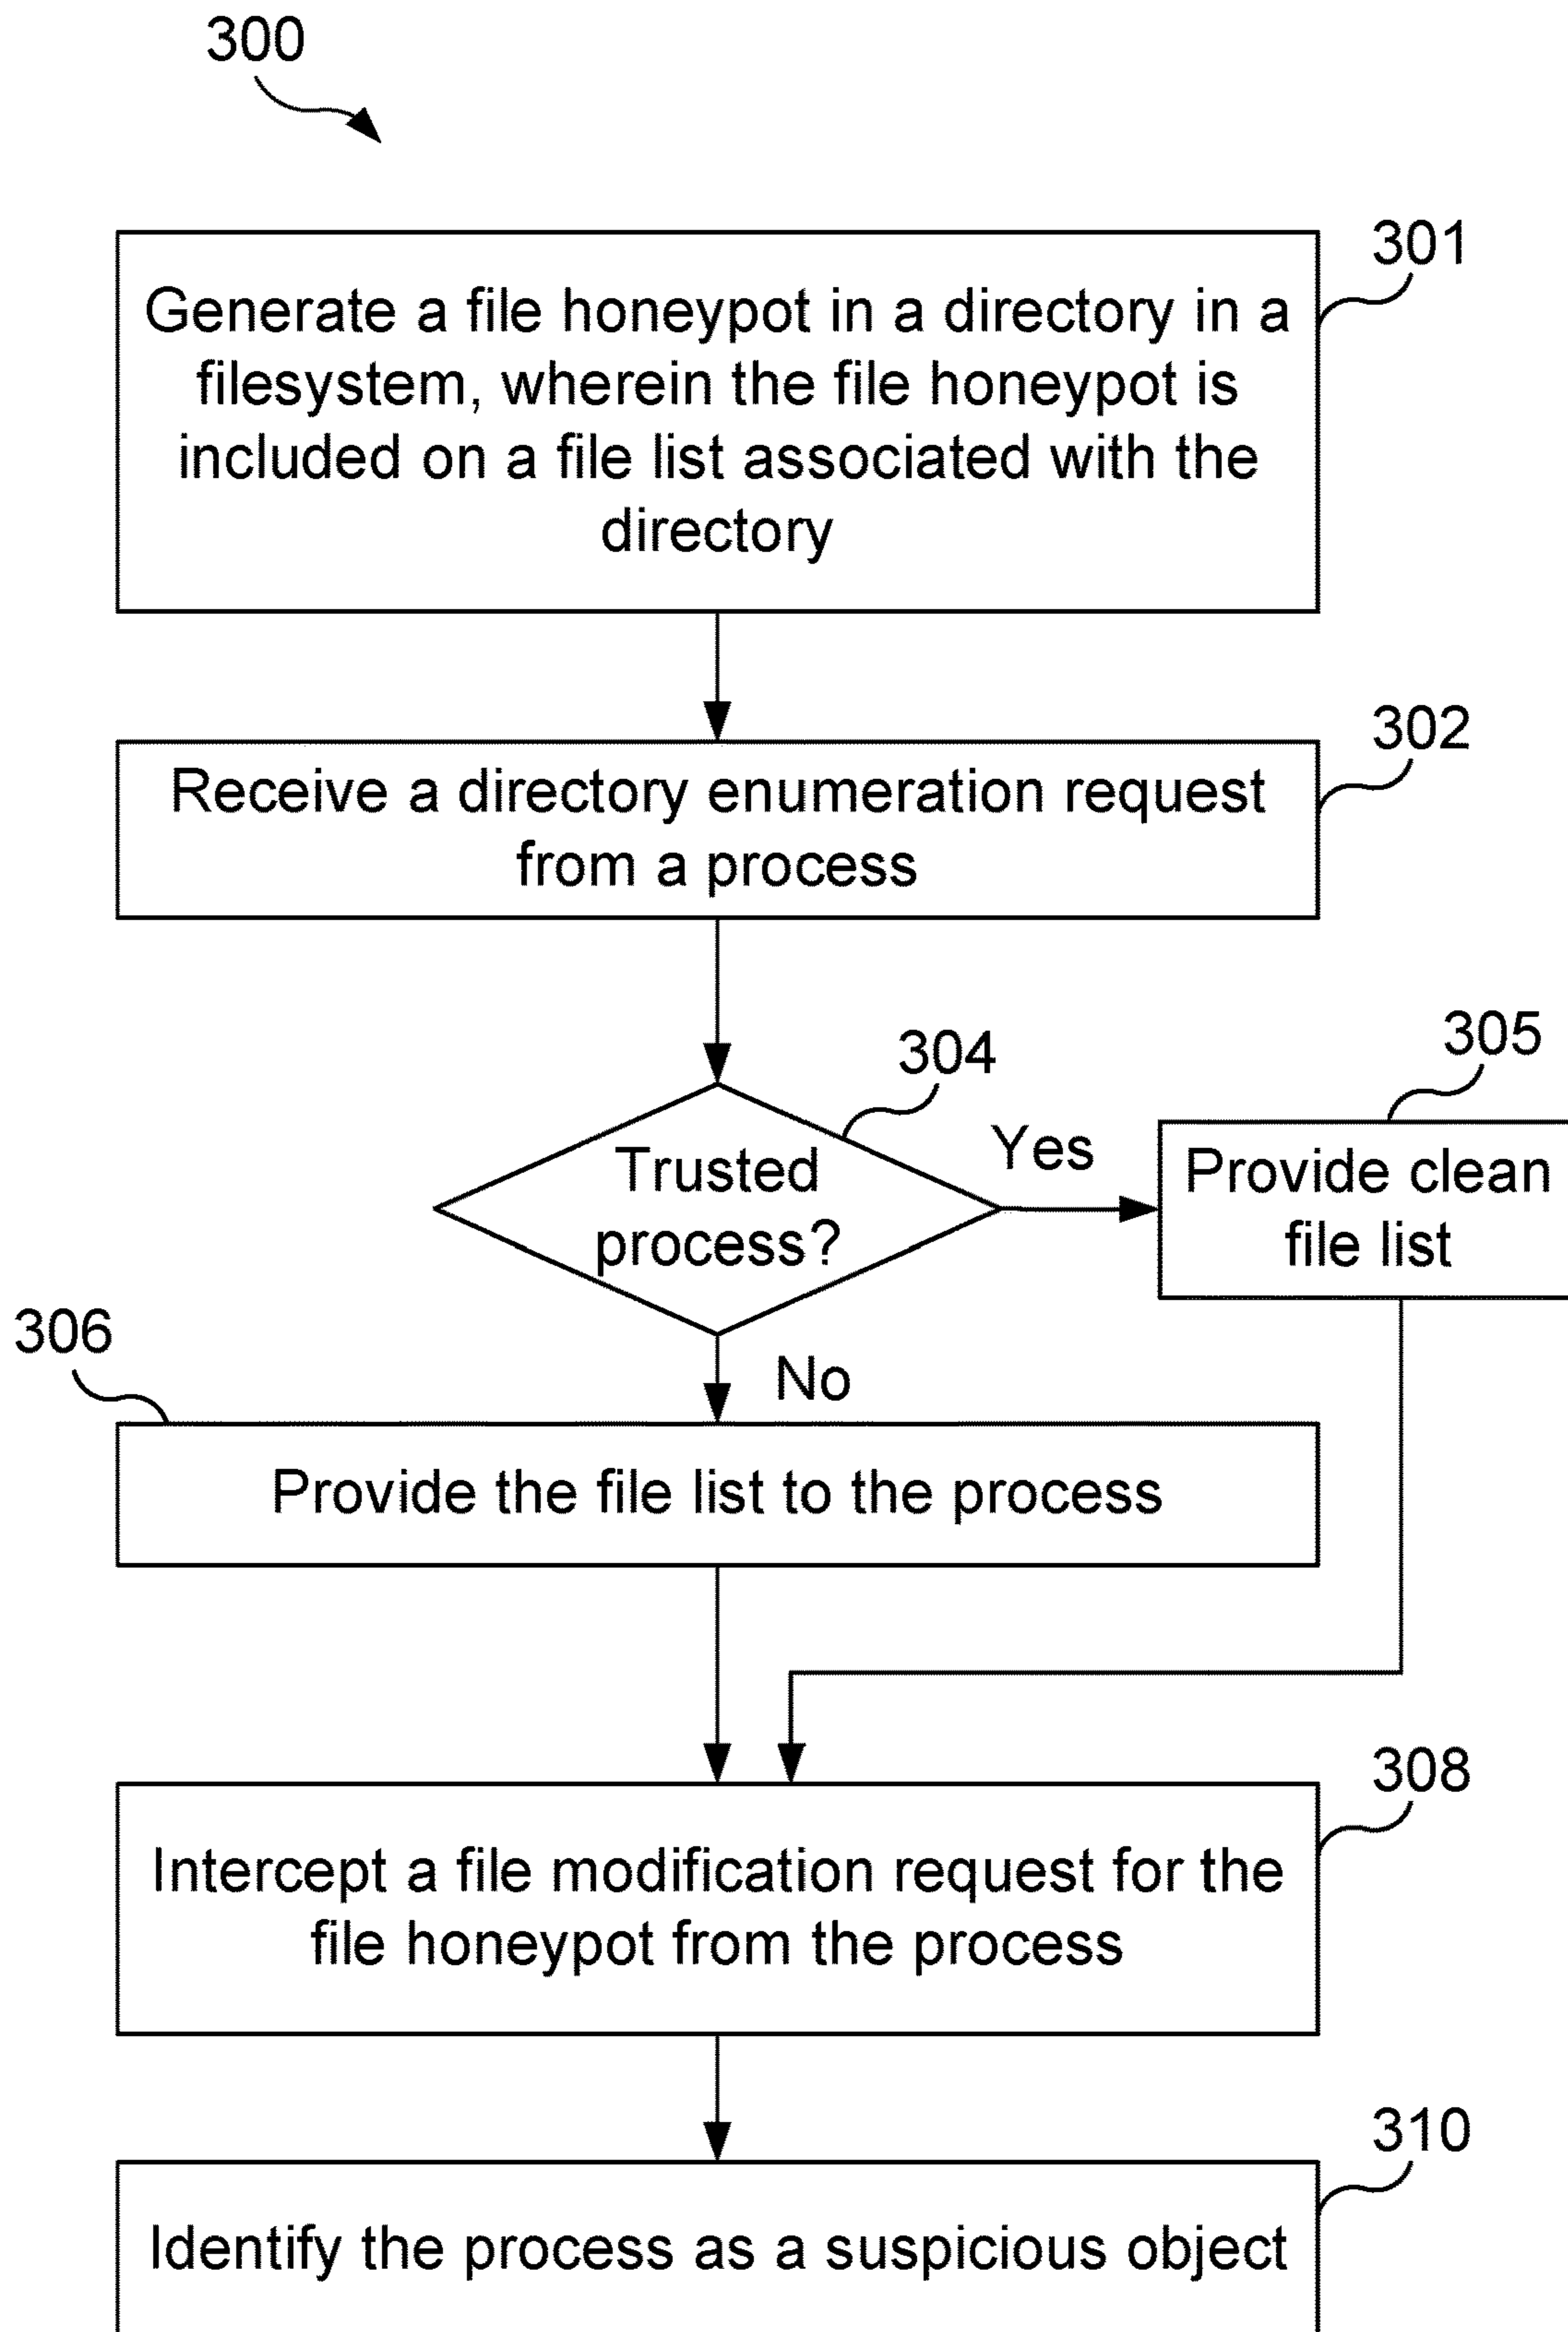 300
301
Generate a file honeypot in a directory in a
filesystem, wherein the file honeypot is
included on a file list associated with the
directory
302
Receive a directory enumeration request
from a process
304
305
Trusted
process?
Yes
Provide clean
file list
306
No
Provide the file list to the process
308
Intercept a file modification request for the
file honeypot from the process
310
Identify the process as a suspicious object